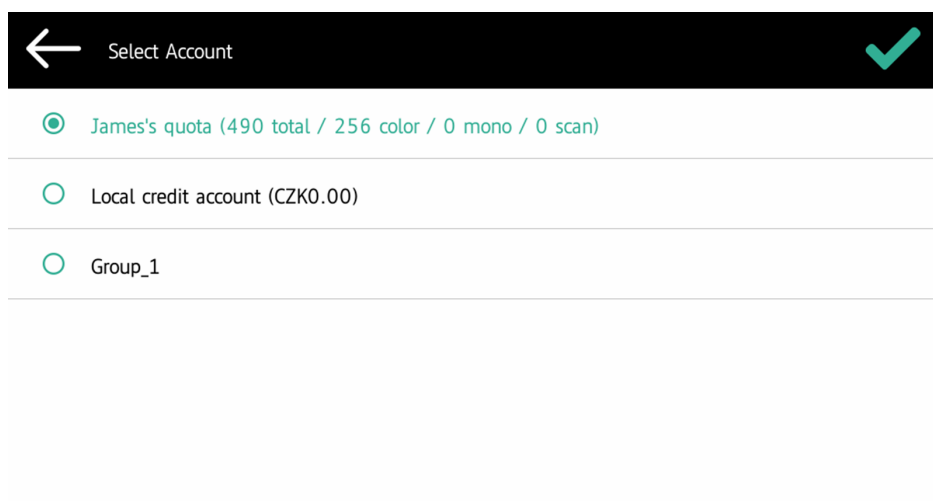 Select Account
James's quota (490 total / 256 color / 0 mono / 0 scan)
Local credit account (CZK0.00)
Group_1